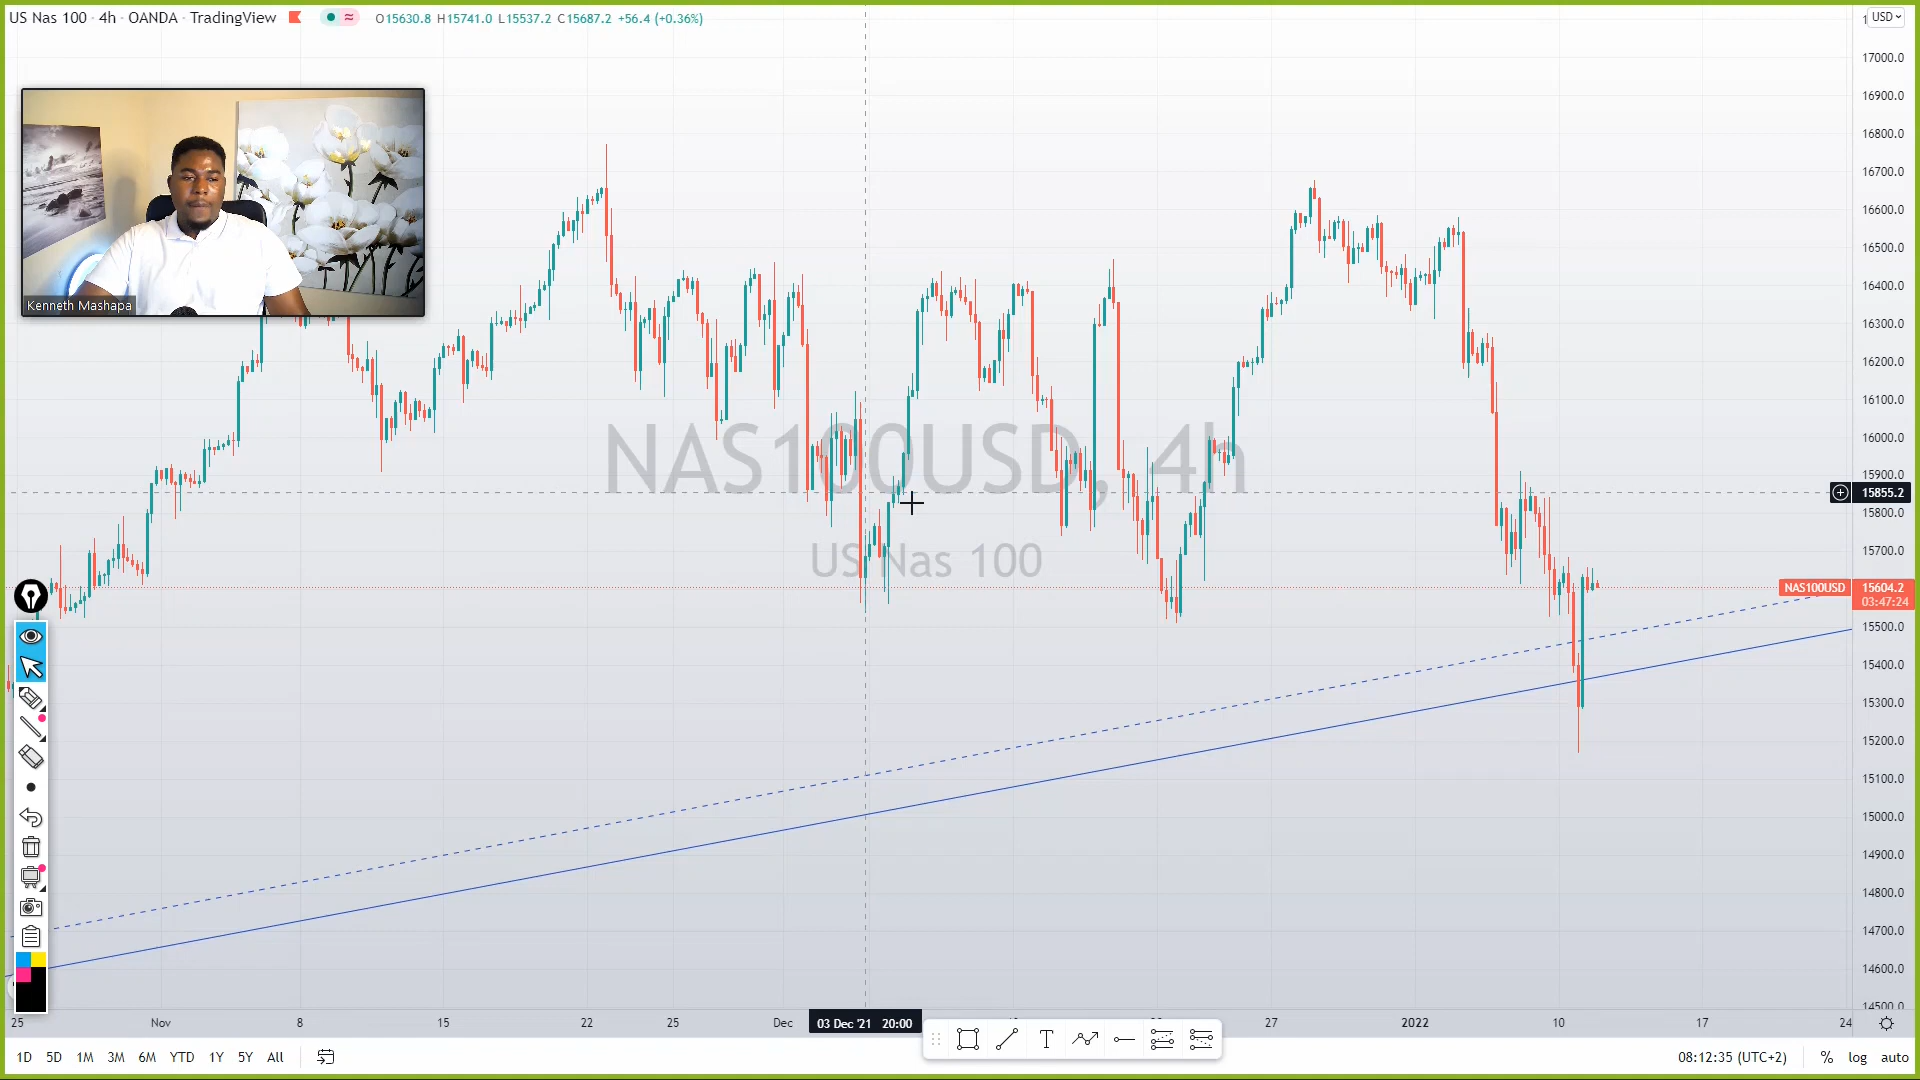 US Nas 100 · 4h · OANDA · TradingView
O15630.8 H15741.0 L15537.2 C15687.2 +56.4 (+0.36%)
USD
17000.0
16900.0
16800.0
16700.0
16600.0
16500.0
16400.0
16300.0
16200.0
16100.0
16000.0
15900.0
15855.2
15800.0
15700.0
NAS100USD 15604.2
03:47:24
15500.0
15400.0
15300.0
15200.0
15100.0
15000.0
14900.0
14800.0
14700.0
14600.0
14500.0
Kenneth Mashapa
NAS100USD, 4h
US Nas 100
25 Nov 8 15 22 25 Dec 03 Dec '21 20:00 27 2022 10 17 24
1D 5D 1M 3M 6M YTD 1Y 5Y All
08:12:35 (UTC+2) % log auto